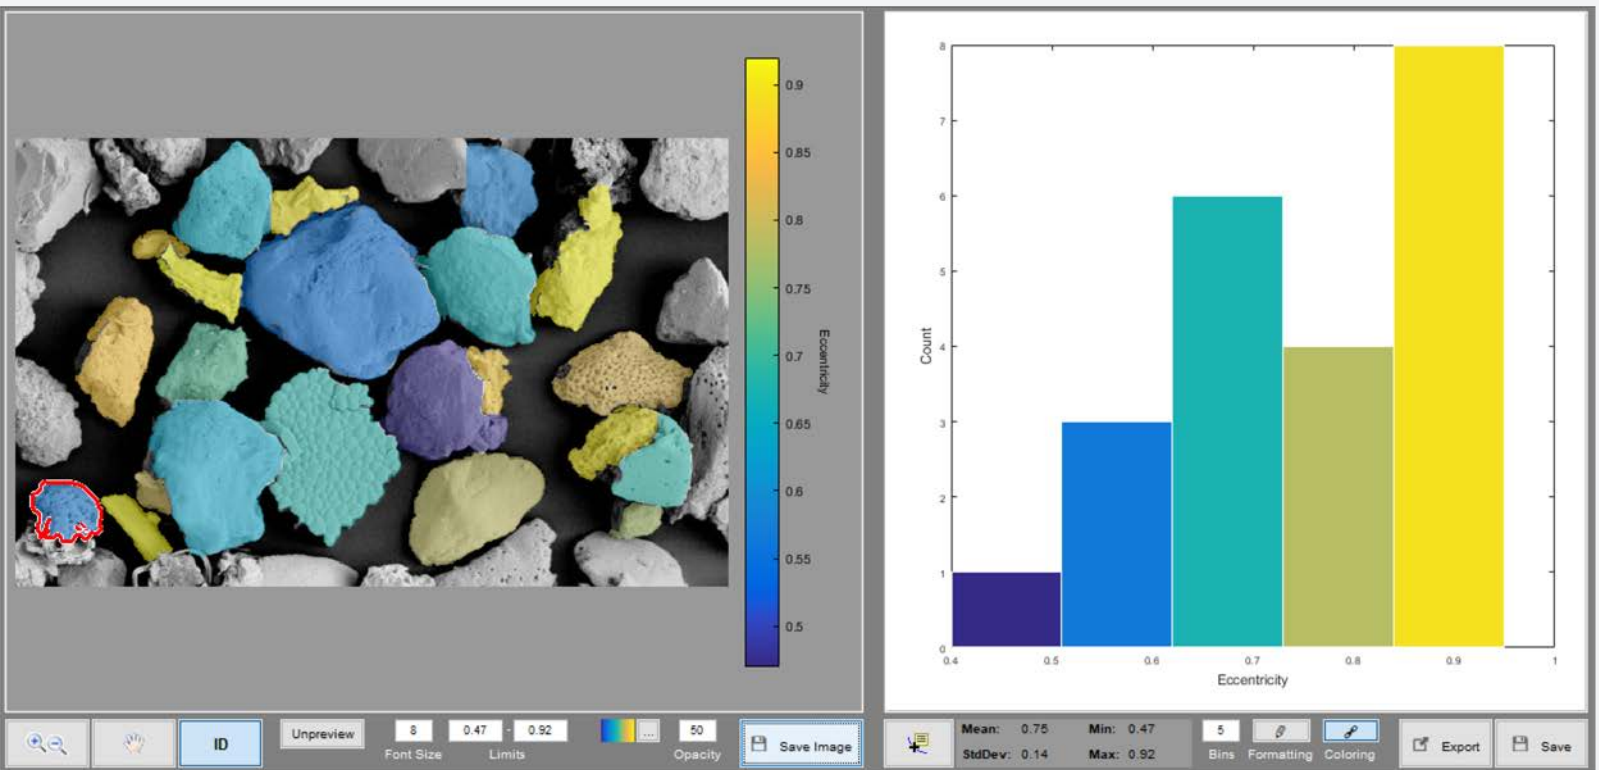 0.9
0.85
0.8
0.75
0.7
0.65
0.6
0.55
0.5
Eccentricity
8
7
6
5
4
3
2
1
0
0.4 0.5 0.6 0.7 0.8 0.9 1
Count
Eccentricity
ID
Unpreview
8
Font Size
0.47 - 0.92
Limits
...
50
Opacity
Save Image
Mean: 0.75 Min: 0.47
StdDev: 0.14 Max: 0.92
5
Bins
Formatting
Coloring
Export
Save